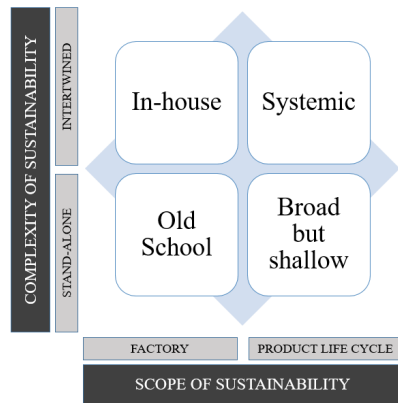 COMPLEXITY OF SUSTAINABILITY
INTERTWINED
STAND-ALONE
In-house
Systemic
Old
School
Broad
but
shallow
FACTORY
PRODUCT LIFE CYCLE
SCOPE OF SUSTAINABILITY